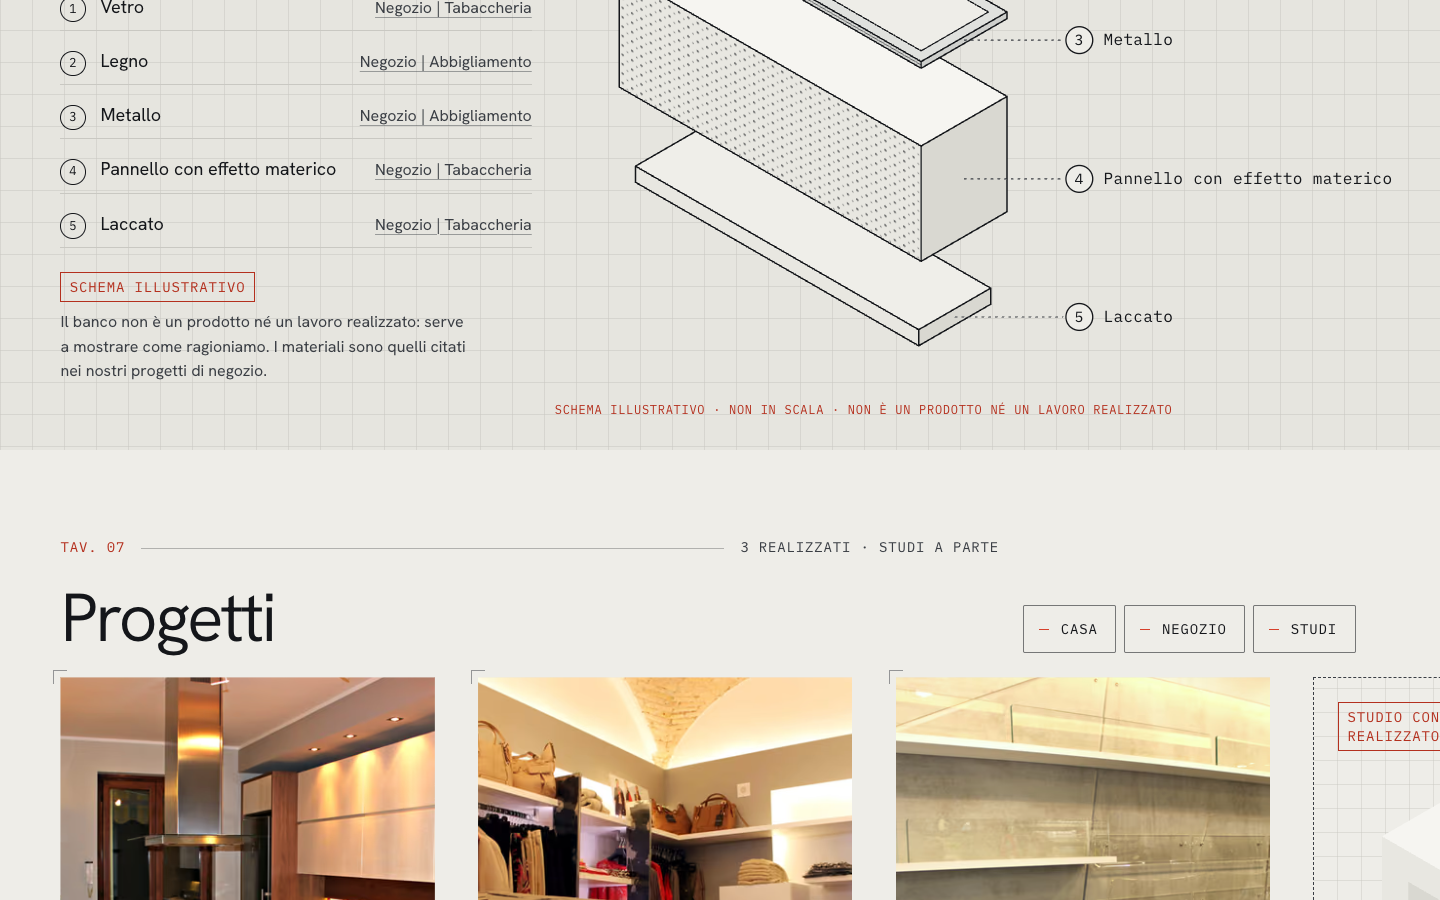 1 Vetro Negozio | Tabaccheria
2 Legno Negozio | Abbigliamento
3 Metallo Negozio | Abbigliamento
4 Pannello con effetto materico Negozio | Tabaccheria
5 Laccato Negozio | Tabaccheria
SCHEMA ILLUSTRATIVO
Il banco non è un prodotto né un lavoro realizzato: serve
a mostrare come ragioniamo. I materiali sono quelli citati
nei nostri progetti di negozio.
3 Metallo
4 Pannello con effetto materico
5 Laccato
SCHEMA ILLUSTRATIVO · NON IN SCALA · NON È UN PRODOTTO NÉ UN LAVORO REALIZZATO
TAV. 07
3 REALIZZATI · STUDI A PARTE
Progetti
— CASA
— NEGOZIO
— STUDI
STUDIO CON
REALIZZATO